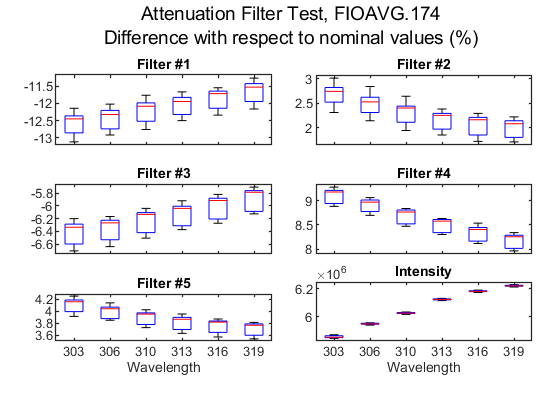 Attenuation Filter Test, FIOAVG.174
Difference with respect to nominal values (%)
Filter #1
-11.5
-12
-12.5
-13
Filter #2
3
2.5
2
Filter #3
-5.8
-6
-6.2
-6.4
-6.6
Filter #4
9
8.5
8
Filter #5
4.2
4
3.8
3.6
303 306 310 313 316 319
Wavelength
×10⁶ Intensity
6.2
6
303 306 310 313 316 319
Wavelength